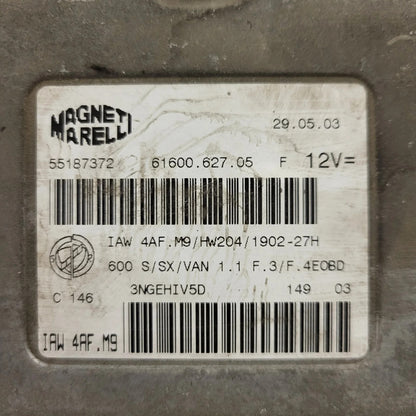 MAGNETI
MARELLI
29.05.03
55187372 61600.627.05 F 12V=
IAW 4AF.M9/HW204/1902-27H
600 S/SX/VAN 1.1 F.3/F.4EOBD
C 146 3NGEHIV5D 149 03
IAW 4AF.M9